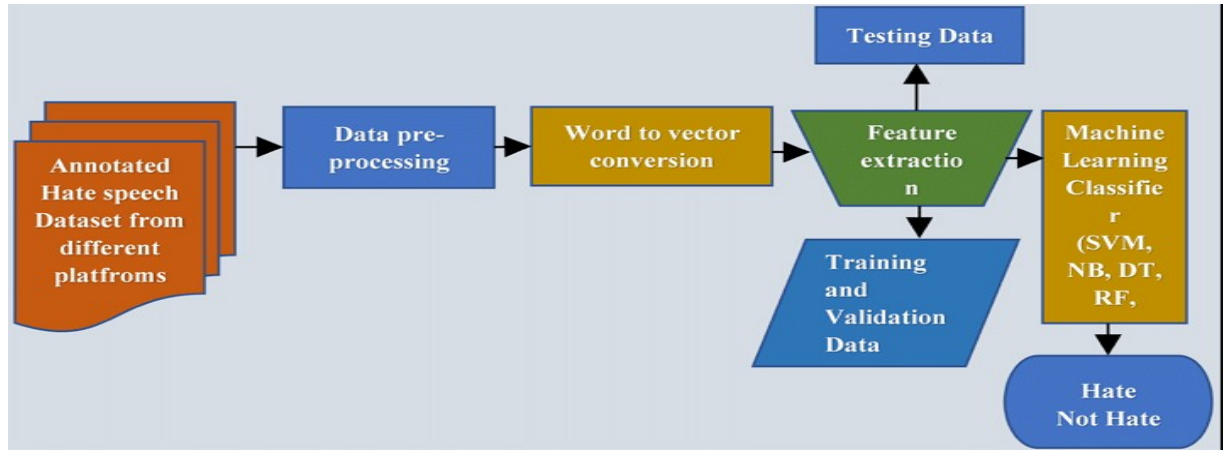 Annotated
Hate speech
Dataset from
different
platfroms
Data pre-
processing
Word to vector
conversion
Testing Data
Feature
extractio
n
Training
and
Validation
Data
Machine
Learning
Classifie
r
(SVM,
NB, DT,
RF,
Hate
Not Hate